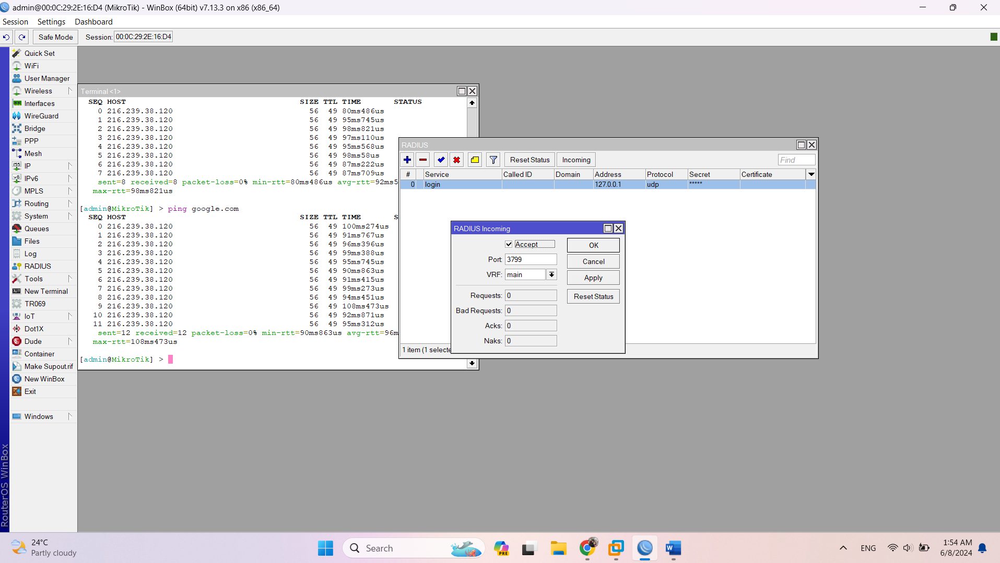 admin@00:0C:29:2E:16:D4 (MikroTik) - WinBox (64bit) v7.13.3 on x86 (x86_64)
Session Settings Dashboard
Safe Mode Session: 00:0C:29:2E:16:D4
Quick Set
WiFi
User Manager
Wireless
Interfaces
WireGuard
Bridge
PPP
Mesh
IP
IPv6
MPLS
Routing
System
Queues
Files
Log
RADIUS
Tools
New Terminal
TR069
IoT
Dot1X
Dude
Container
Make Supout.rif
New WinBox
Exit
Windows
RouterOS WinBox
Terminal <1>
SEQ HOST SIZE TTL TIME STATUS
0 216.239.38.120 56 49 80ms486us
1 216.239.38.120 56 49 95ms745us
2 216.239.38.120 56 49 98ms821us
3 216.239.38.120 56 49 97ms110us
4 216.239.38.120 56 49 95ms568us
5 216.239.38.120 56 49 98ms58us
6 216.239.38.120 56 49 87ms222us
7 216.239.38.120 56 49 87ms709us
sent=8 received=8 packet-loss=0% min-rtt=80ms486us avg-rtt=92ms5
max-rtt=98ms821us
[admin@MikroTik] > ping google.com
SEQ HOST SIZE TTL TIME S
0 216.239.38.120 56 49 100ms274us
1 216.239.38.120 56 49 91ms767us
2 216.239.38.120 56 49 96ms396us
3 216.239.38.120 56 49 99ms388us
4 216.239.38.120 56 49 95ms745us
5 216.239.38.120 56 49 90ms863us
6 216.239.38.120 56 49 91ms415us
7 216.239.38.120 56 49 99ms273us
8 216.239.38.120 56 49 94ms451us
9 216.239.38.120 56 49 108ms473us
10 216.239.38.120 56 49 92ms871us
11 216.239.38.120 56 49 95ms312us
sent=12 received=12 packet-loss=0% min-rtt=90ms863us avg-rtt=96m
max-rtt=108ms473us
[admin@MikroTik] >
RADIUS
Reset Status Incoming Find
# Service Called ID Domain Address Protocol Secret Certificate
0 login 127.0.0.1 udp *****
1 item (1 selecte
RADIUS Incoming
Accept OK
Port: 3799 Cancel
VRF: main Apply
Requests: 0 Reset Status
Bad Requests: 0
Acks: 0
Naks: 0
24°C
Partly cloudy
Search
PRE
W
ENG
1:54 AM
6/8/2024